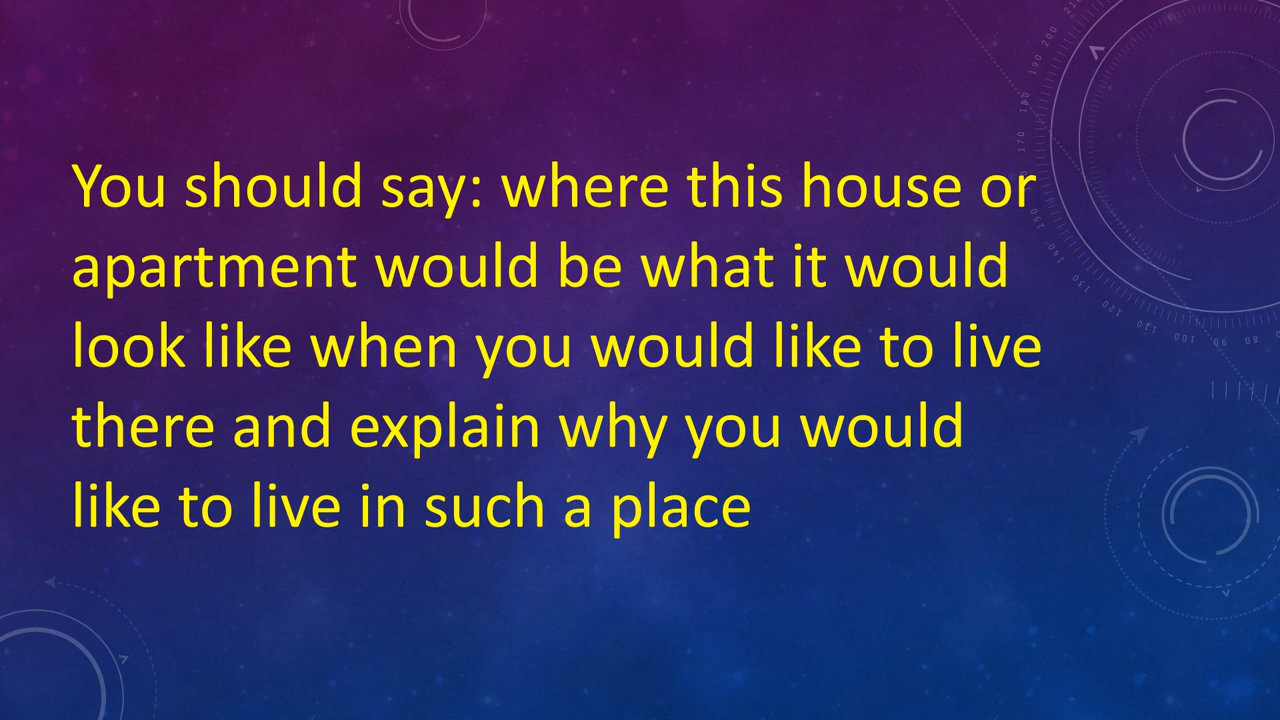 You should say: where this house or
apartment would be what it would
look like when you would like to live
there and explain why you would
like to live in such a place